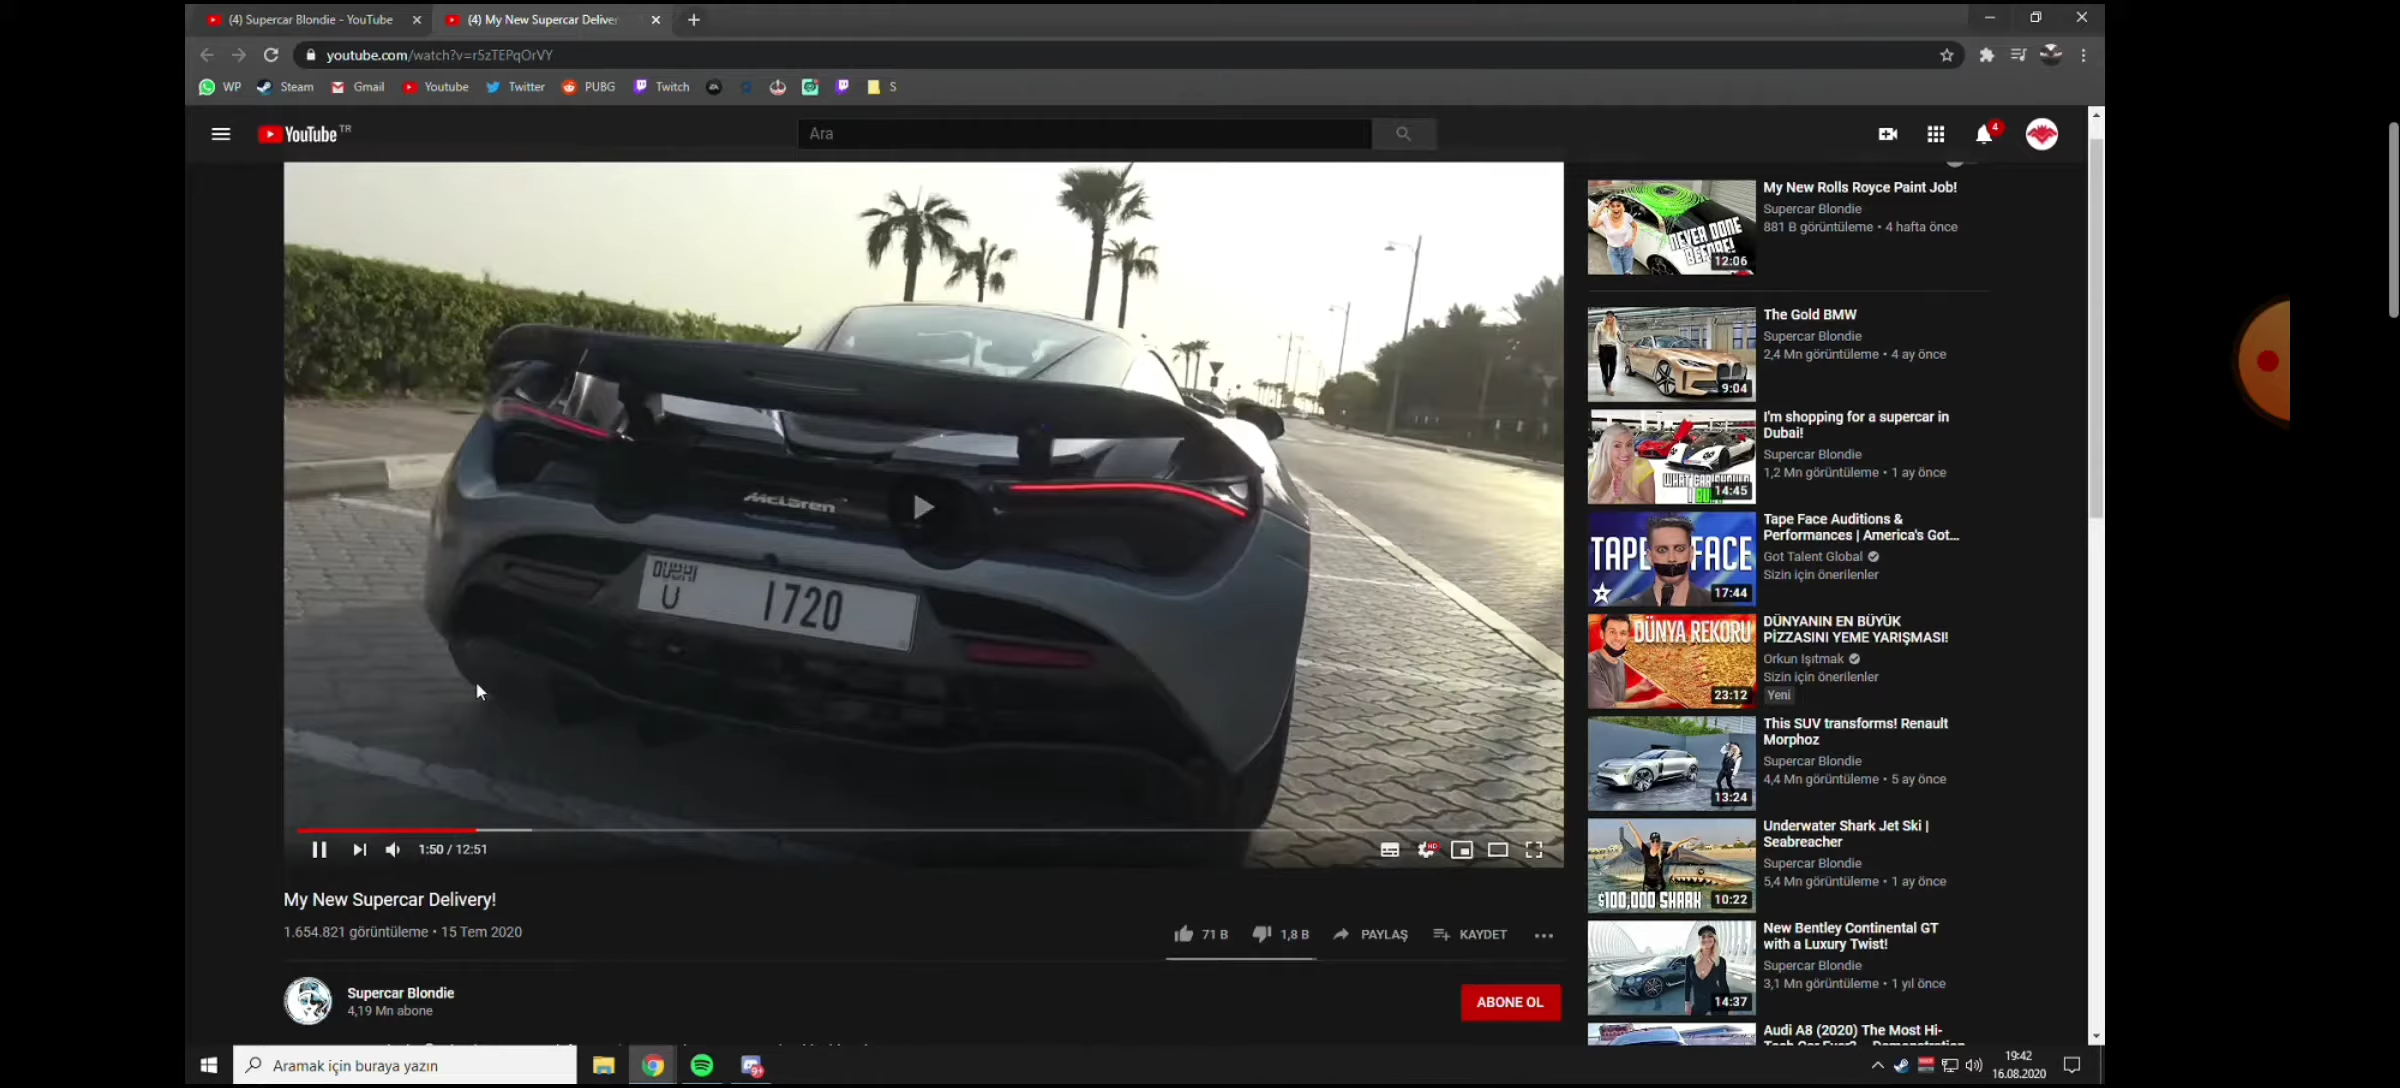 (4) Supercar Blondie - YouTube
(4) My New Supercar Deliver
youtube.com/watch?v=r5zTEPqOrVY
WP Steam Gmail Youtube Twitter PUBG Twitch S
YouTube TR
Ara
4
McLaren
DUBAI
U 1720
1:50 / 12:51
HD
My New Supercar Delivery!
1.654.821 görüntüleme • 15 Tem 2020
71 B 1,8 B PAYLAŞ KAYDET
Supercar Blondie
4,19 Mn abone
ABONE OL
My New Rolls Royce Paint Job!
Supercar Blondie
881 B görüntüleme • 4 hafta önce
NEVER DONE
BEFORE!
12:06
The Gold BMW
Supercar Blondie
2,4 Mn görüntüleme • 4 ay önce
9:04
I'm shopping for a supercar in
Dubai!
Supercar Blondie
1,2 Mn görüntüleme • 1 ay önce
14:45
Tape Face Auditions &
Performances | America's Got...
Got Talent Global
Sizin için önerilenler
TAPE FACE
17:44
DÜNYANIN EN BÜYÜK
PİZZASINI YEME YARIŞMASI!
Orkun Işıtmak
Sizin için önerilenler
Yeni
DÜNYA REKORU
23:12
This SUV transforms! Renault
Morphoz
Supercar Blondie
4,4 Mn görüntüleme • 5 ay önce
13:24
Underwater Shark Jet Ski |
Seabreacher
Supercar Blondie
5,4 Mn görüntüleme • 1 ay önce
$100,000 SHARK
10:22
New Bentley Continental GT
with a Luxury Twist!
Supercar Blondie
3,1 Mn görüntüleme • 1 yıl önce
14:37
Audi A8 (2020) The Most Hi-
Aramak için buraya yazın
9+
19:42
16.08.2020